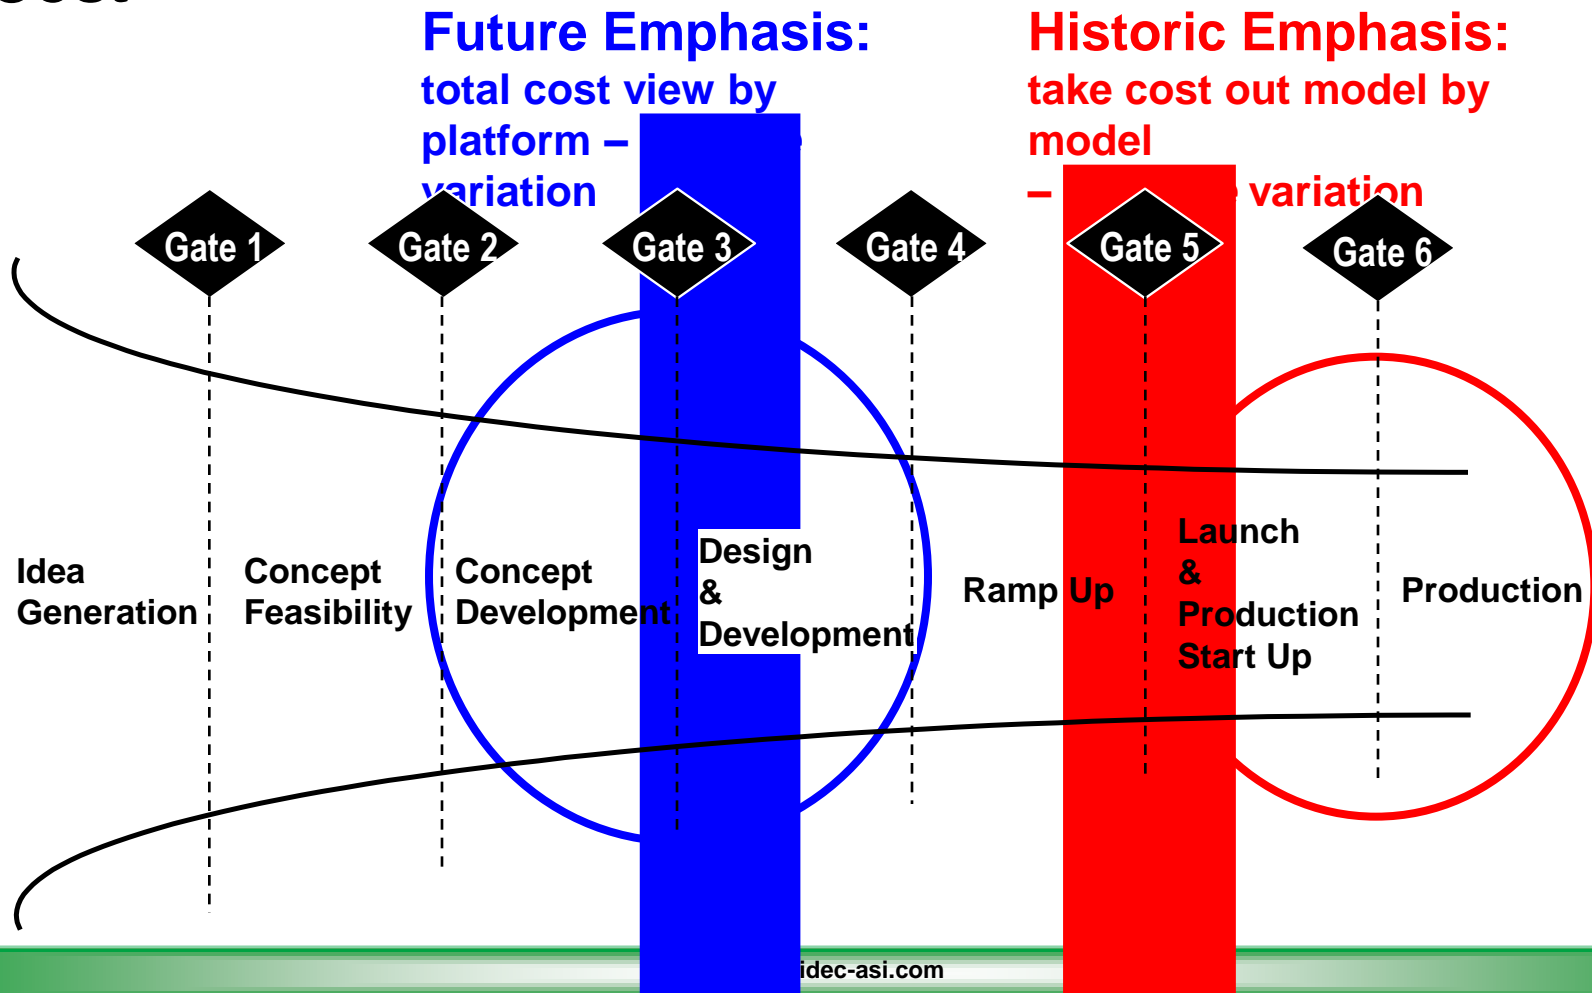 Future Emphasis:
total cost view by
platform –
variation
Historic Emphasis:
take cost out model by
model
– variation
Gate 1
Gate 2
Gate 3
Gate 4
Gate 5
Gate 6
Idea
Generation
Concept
Feasibility
Concept
Development
Design
&
Development
Ramp Up
Launch
&
Production
Start Up
Production
idec-asi.com